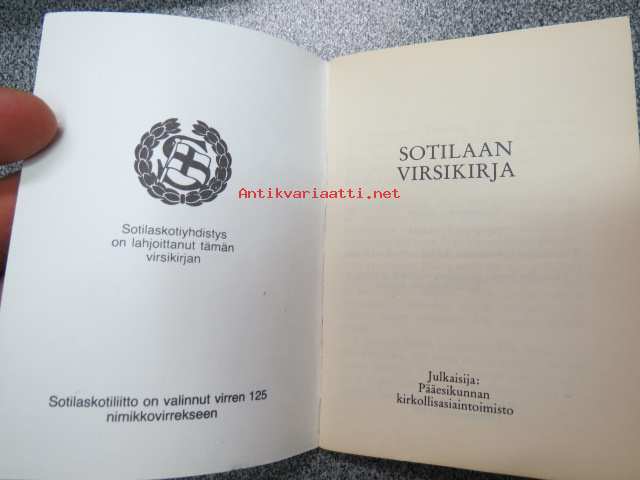 Sotilaskotiyhdistys
on lahjoittanut tämän
virsikirjan
Sotilaskotiliitto on valinnut virren 125
nimikkovirrekseen
SOTILAAN
VIRSIKIRJA
Julkaisija:
Pääesikunnan
kirkollisasiaintoimisto
Antikvariaatti.net